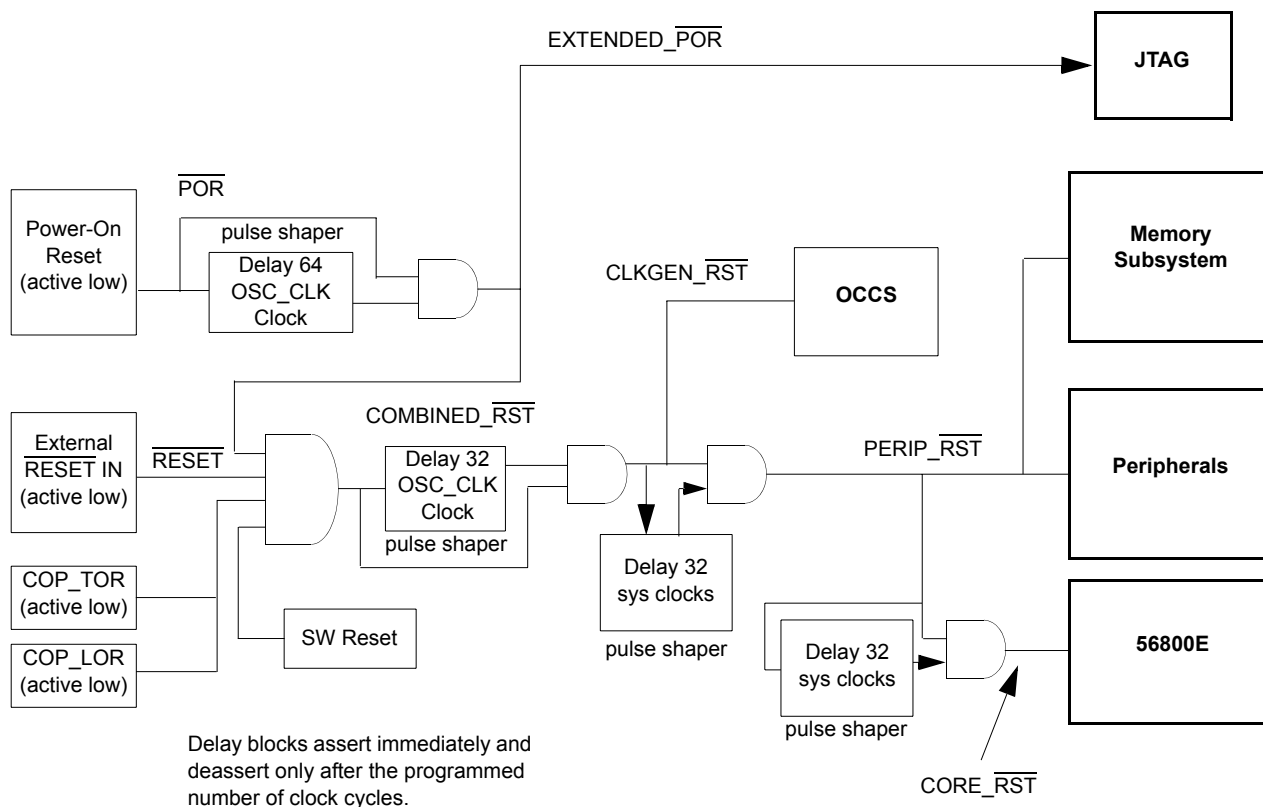 EXTENDED_POR
JTAG
POR
Power-On
Reset
(active low)
pulse shaper
Delay 64
OSC_CLK
Clock
CLKGEN_RST
OCCS
Memory
Subsystem
External
RESET IN
(active low)
RESET
COMBINED_RST
Delay 32
OSC_CLK
Clock
pulse shaper
PERIP_RST
Peripherals
COP_TOR
(active low)
COP_LOR
(active low)
SW Reset
Delay 32
sys clocks
pulse shaper
Delay 32
sys clocks
pulse shaper
56800E
CORE_RST
Delay blocks assert immediately and
deassert only after the programmed
number of clock cycles.